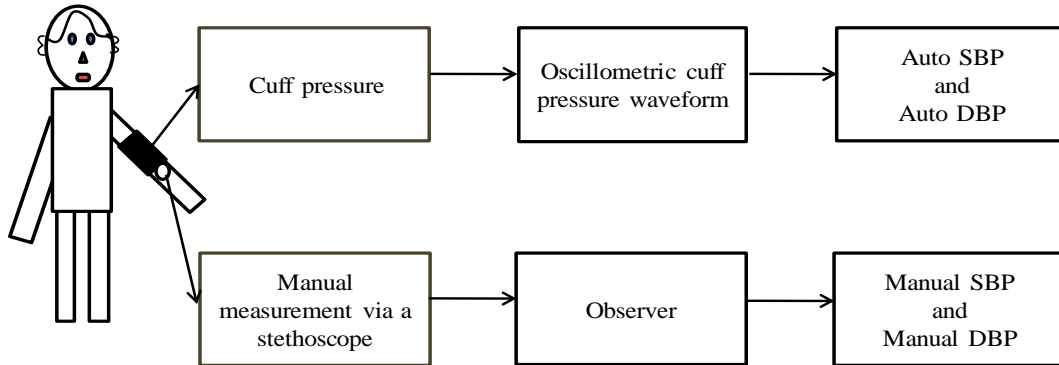 Cuff pressure
Oscillometric cuff
pressure waveform
Auto SBP
and
Auto DBP
Manual
measurement via a
stethoscope
Observer
Manual SBP
and
Manual DBP